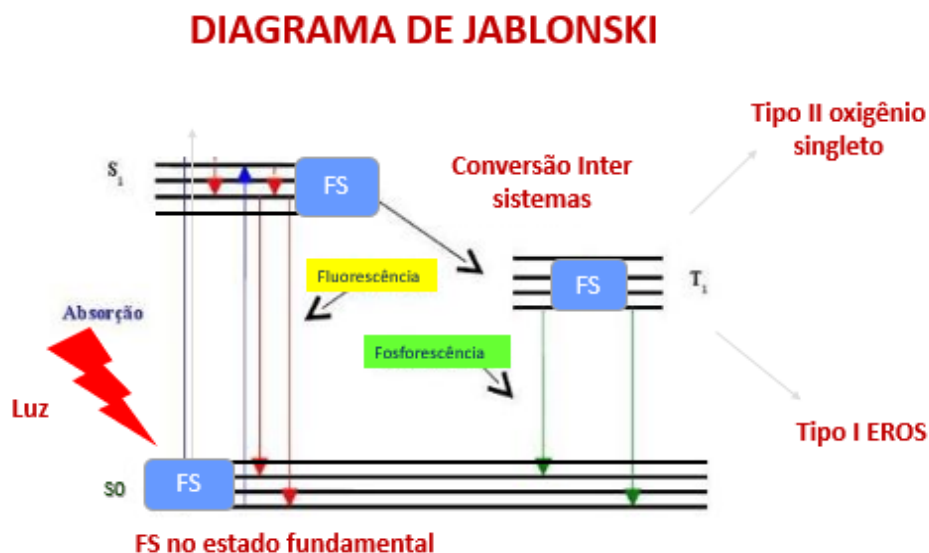 DIAGRAMA DE JABLONSKI
Tipo II oxigênio
singleto
S₁
FS
Conversão Inter
sistemas
Fluorescência
FS
T₁
Absorção
Fosforescência
Luz
Tipo I EROS
S0
FS
FS no estado fundamental